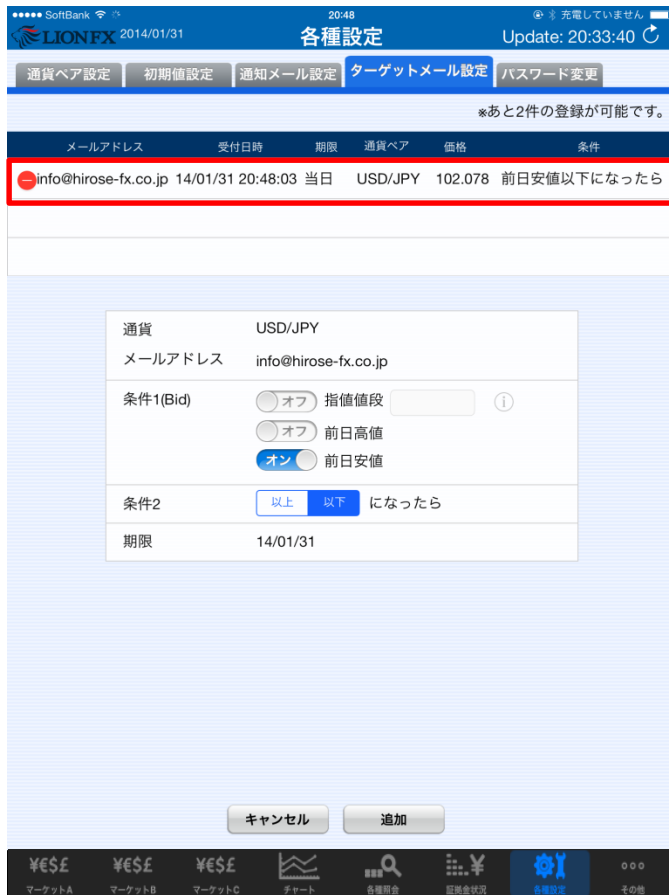 SoftBank 20:48 充電していません
LION FX 2014/01/31 各種設定 Update: 20:33:40
通貨ペア設定 初期値設定 通知メール設定 ターゲットメール設定 パスワード変更
※あと2件の登録が可能です。
メールアドレス 受付日時 期限 通貨ペア 価格 条件
info@hirose-fx.co.jp 14/01/31 20:48:03 当日 USD/JPY 102.078 前日安値以下になったら
通貨 USD/JPY
メールアドレス info@hirose-fx.co.jp
条件1(Bid) オフ 指値値段
オフ 前日高値
オン 前日安値
条件2 以上 以下 になったら
期限 14/01/31
キャンセル 追加
¥€$£ ¥€$£ ¥€$£ ¥
マーケットA マーケットB マーケットC チャート 各種照会 証拠金状況 各種設定 その他